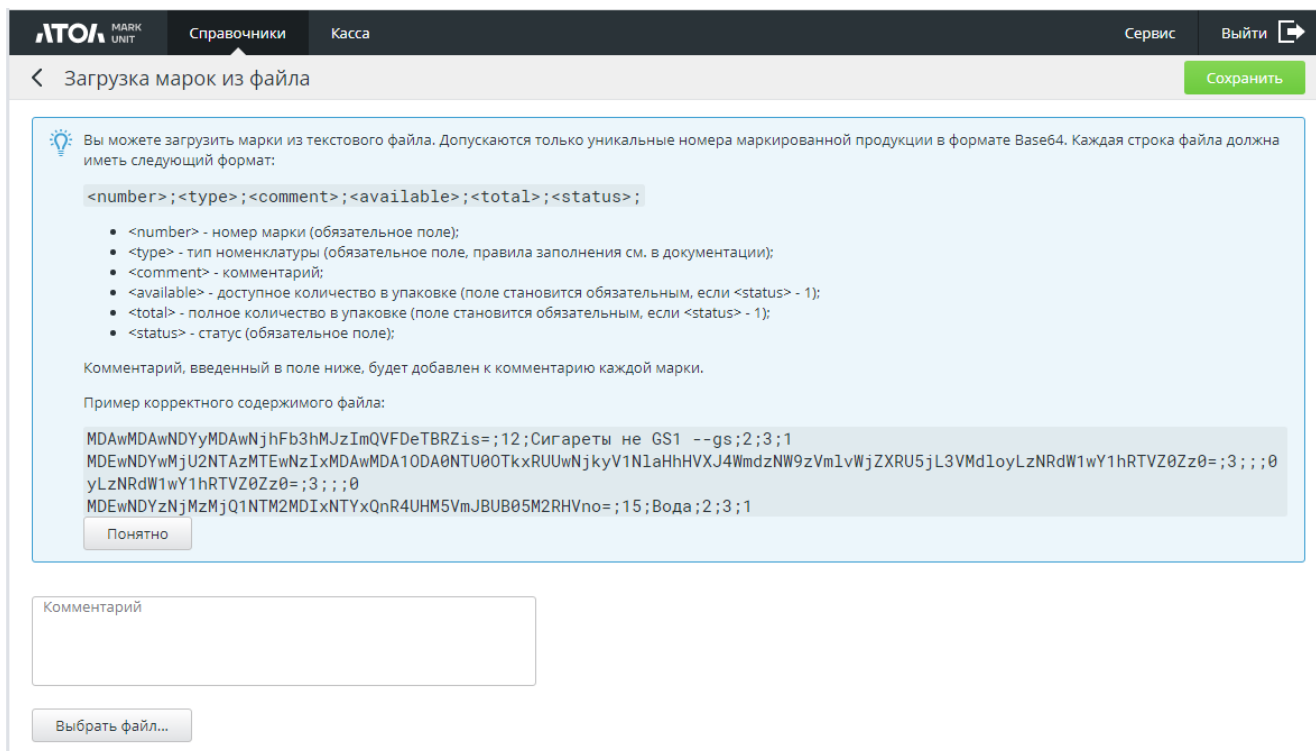 АТОЛ MARK UNIT Справочники Касса Сервис Выйти
Загрузка марок из файла Сохранить
Вы можете загрузить марки из текстового файла. Допускаются только уникальные номера маркированной продукции в формате Base64. Каждая строка файла должна
иметь следующий формат:
<number>;<type>;<comment>;<available>;<total>;<status>;
• <number> - номер марки (обязательное поле);
• <type> - тип номенклатуры (обязательное поле, правила заполнения см. в документации);
• <comment> - комментарий;
• <available> - доступное количество в упаковке (поле становится обязательным, если <status> - 1);
• <total> - полное количество в упаковке (поле становится обязательным, если <status> - 1);
• <status> - статус (обязательное поле);
Комментарий, введенный в поле ниже, будет добавлен к комментарию каждой марки.
Пример корректного содержимого файла:
MDAwMDAwNDYyMDAwNjhFb3hMJzImQVFDeTBRZis=;12;Сигареты не GS1 --gs;2;3;1
MDEwNDYwMjU2NTAzMTEwNzIxMDAwMDA1ODA0NTU0OTkxRUUwNjkyV1NlaHhHVXJ4WmdzNW9zVmlvWjZXRU5jL3VMdloyLzNRdW1wY1hRTVZ0Zz0=;3;;;0
yLzNRdW1wY1hRTVZ0Zz0=;3;;;0
MDEwNDYzNjMzMjQ1NTM2MDIxNTYxQnR4UHM5VmJBUB05M2RHVno=;15;Вода;2;3;1
Понятно
Комментарий
Выбрать файл...